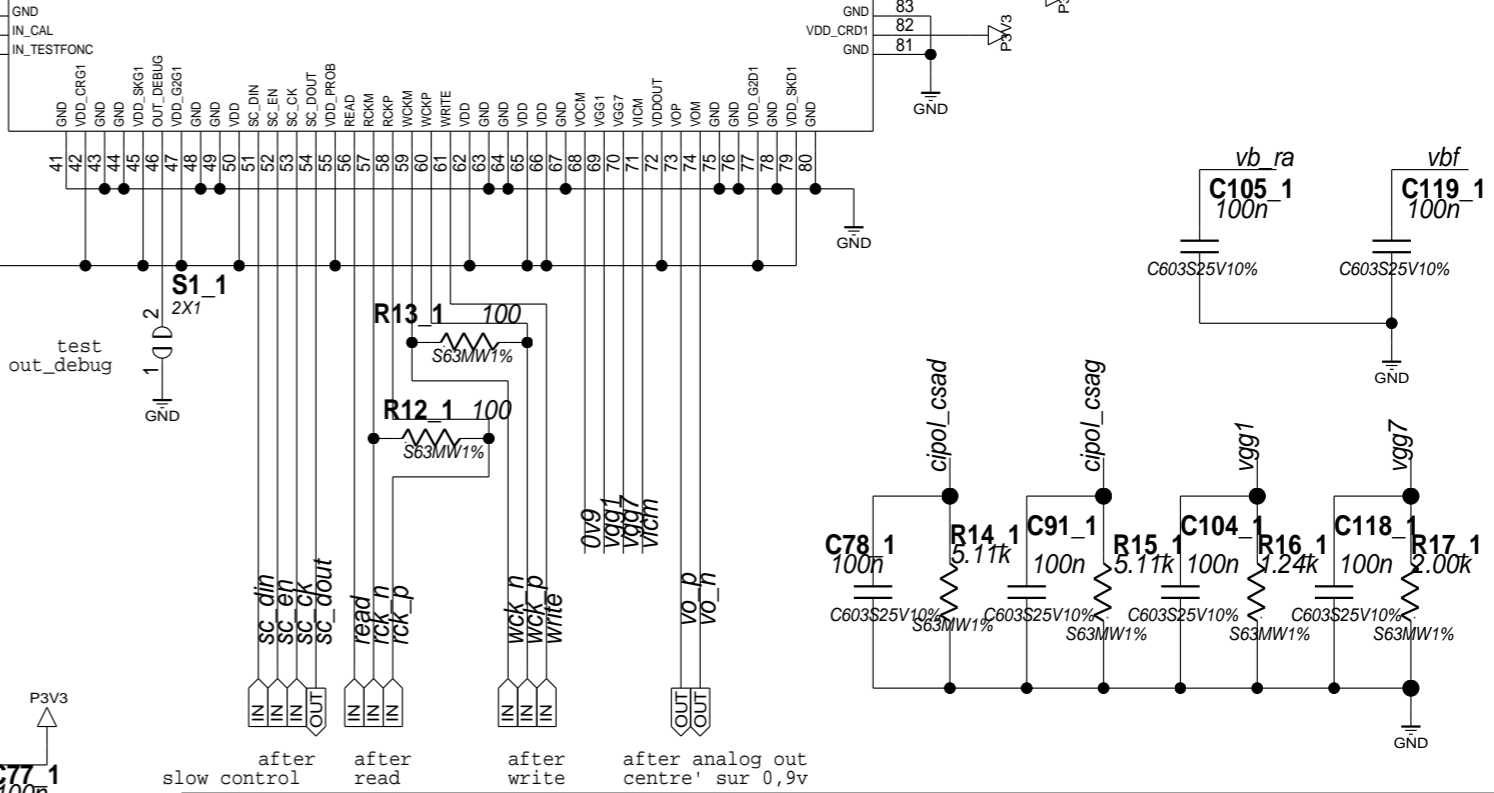 GND
IN_CAL
IN_TESTFONC
GND 83
VDD_CRD1 82
GND 81
P3V3
GND
GND
VDD_CRG1
GND
GND
VDD_SKG1
OUT_DEBUG
VDD_G2G1
GND
GND
VDD
SC_DIN
SC_EN
SC_CK
SC_DOUT
VDD_PROB
READ
RCKM
RCKP
WCKM
WCKP
WRITE
VDD
GND
GND
VDD
VDD
GND
VOCM
VGG1
VGG7
VICM
VDDOUT
VOP
VOM
GND
GND
VDD_G2D1
GND
VDD_SKD1
GND
41 42 43 44 45 46 47 48 49 50 51 52 53 54 55 56 57 58 59 60 61 62 63 64 65 66 67 68 69 70 71 72 73 74 75 76 77 78 79 80
GND
S1_1
2X1
2
1
test
out_debug
GND
R13_1 100
S63MW1%
R12_1 100
S63MW1%
vb_ra
C105_1
100n
C603S25V10%
vbf
C119_1
100n
C603S25V10%
GND
0v9
vgg1
vgg7
vicm
sc_din
sc_en
sc_ck
sc_dout
read
rck_n
rck_p
wck_n
wck_p
write
vo_p
vo_n
IN IN IN OUT
IN IN IN
IN IN IN
OUT OUT
after
slow control
after
read
after
write
after analog out
centre' sur 0,9v
cipol_csad
cipol_csag
vgg1
vgg7
C78_1
100n
C603S25V10%
R14_1
5.11k
S63MW1%
C91_1
100n
C603S25V10%
R15_1
5.11k
S63MW1%
C104_1
100n
C603S25V10%
R16_1
1.24k
S63MW1%
C118_1
100n
C603S25V10%
R17_1
2.00k
S63MW1%
GND
P3V3
C77_1
100n